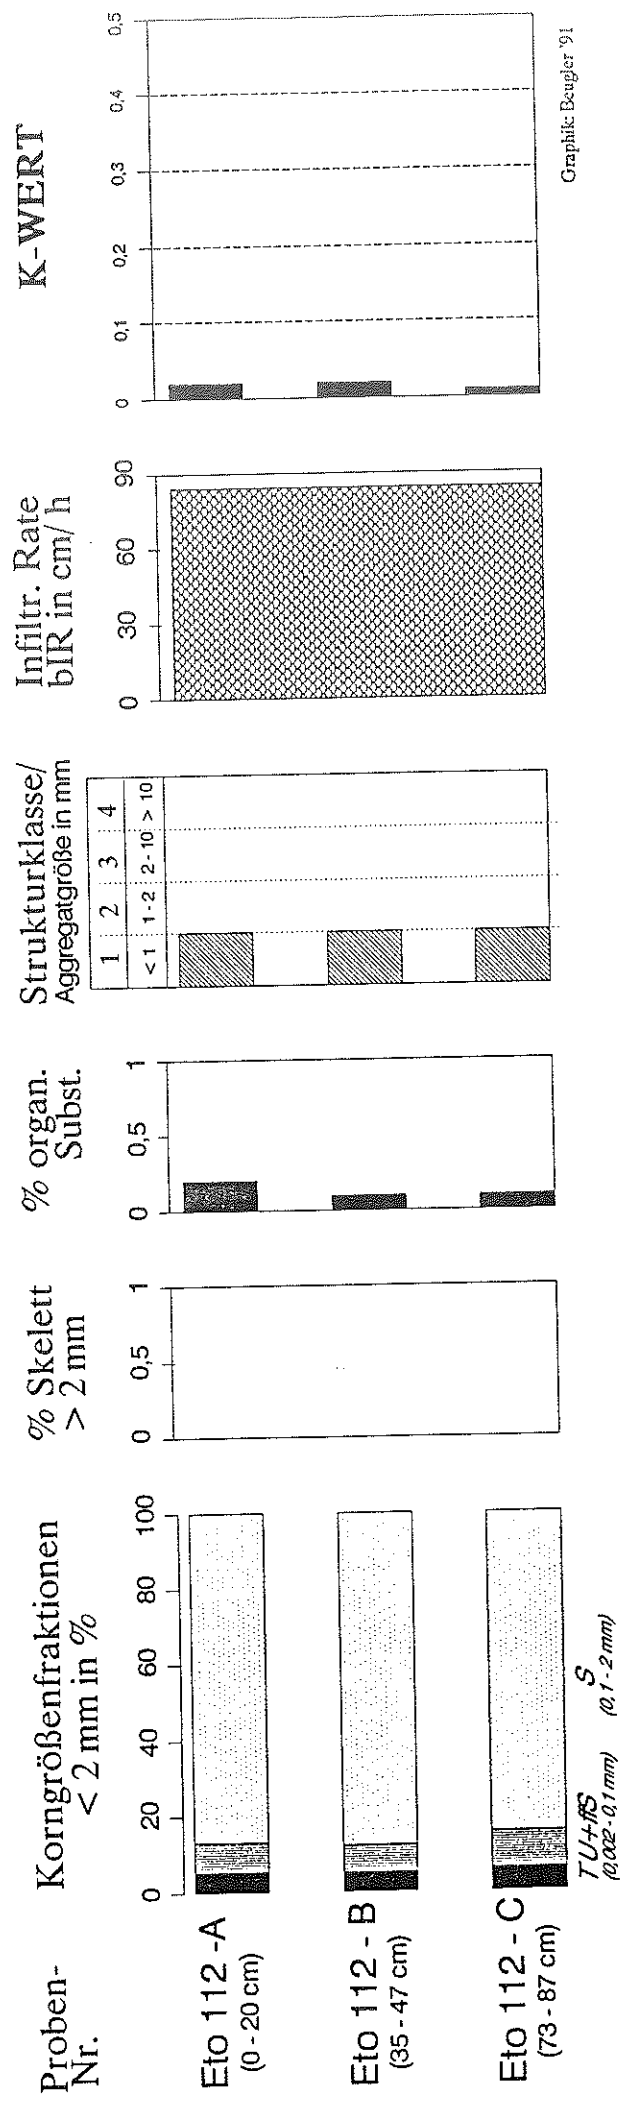 Proben-
Nr.
Korngrößenfraktionen
< 2 mm in %
0 20 40 60 80 100
% Skelett
> 2 mm
0 0,5 1
% organ.
Subst.
0 0,5 1
Strukturklasse/
Aggregatgröße in mm
1 2 3 4
< 1 1 - 2 2 - 10 > 10
Infiltr. Rate
bIR in cm/h
0 30 60 90
K-WERT
0 0,1 0,2 0,3 0,4 0,5
Eto 112 -A
(0 - 20 cm)
Eto 112 - B
(35 - 47 cm)
Eto 112 - C
(73 - 87 cm)
T U+ffS S
(0,002 - 0,1 mm) (0,1 - 2 mm)
Graphik: Beugler '91